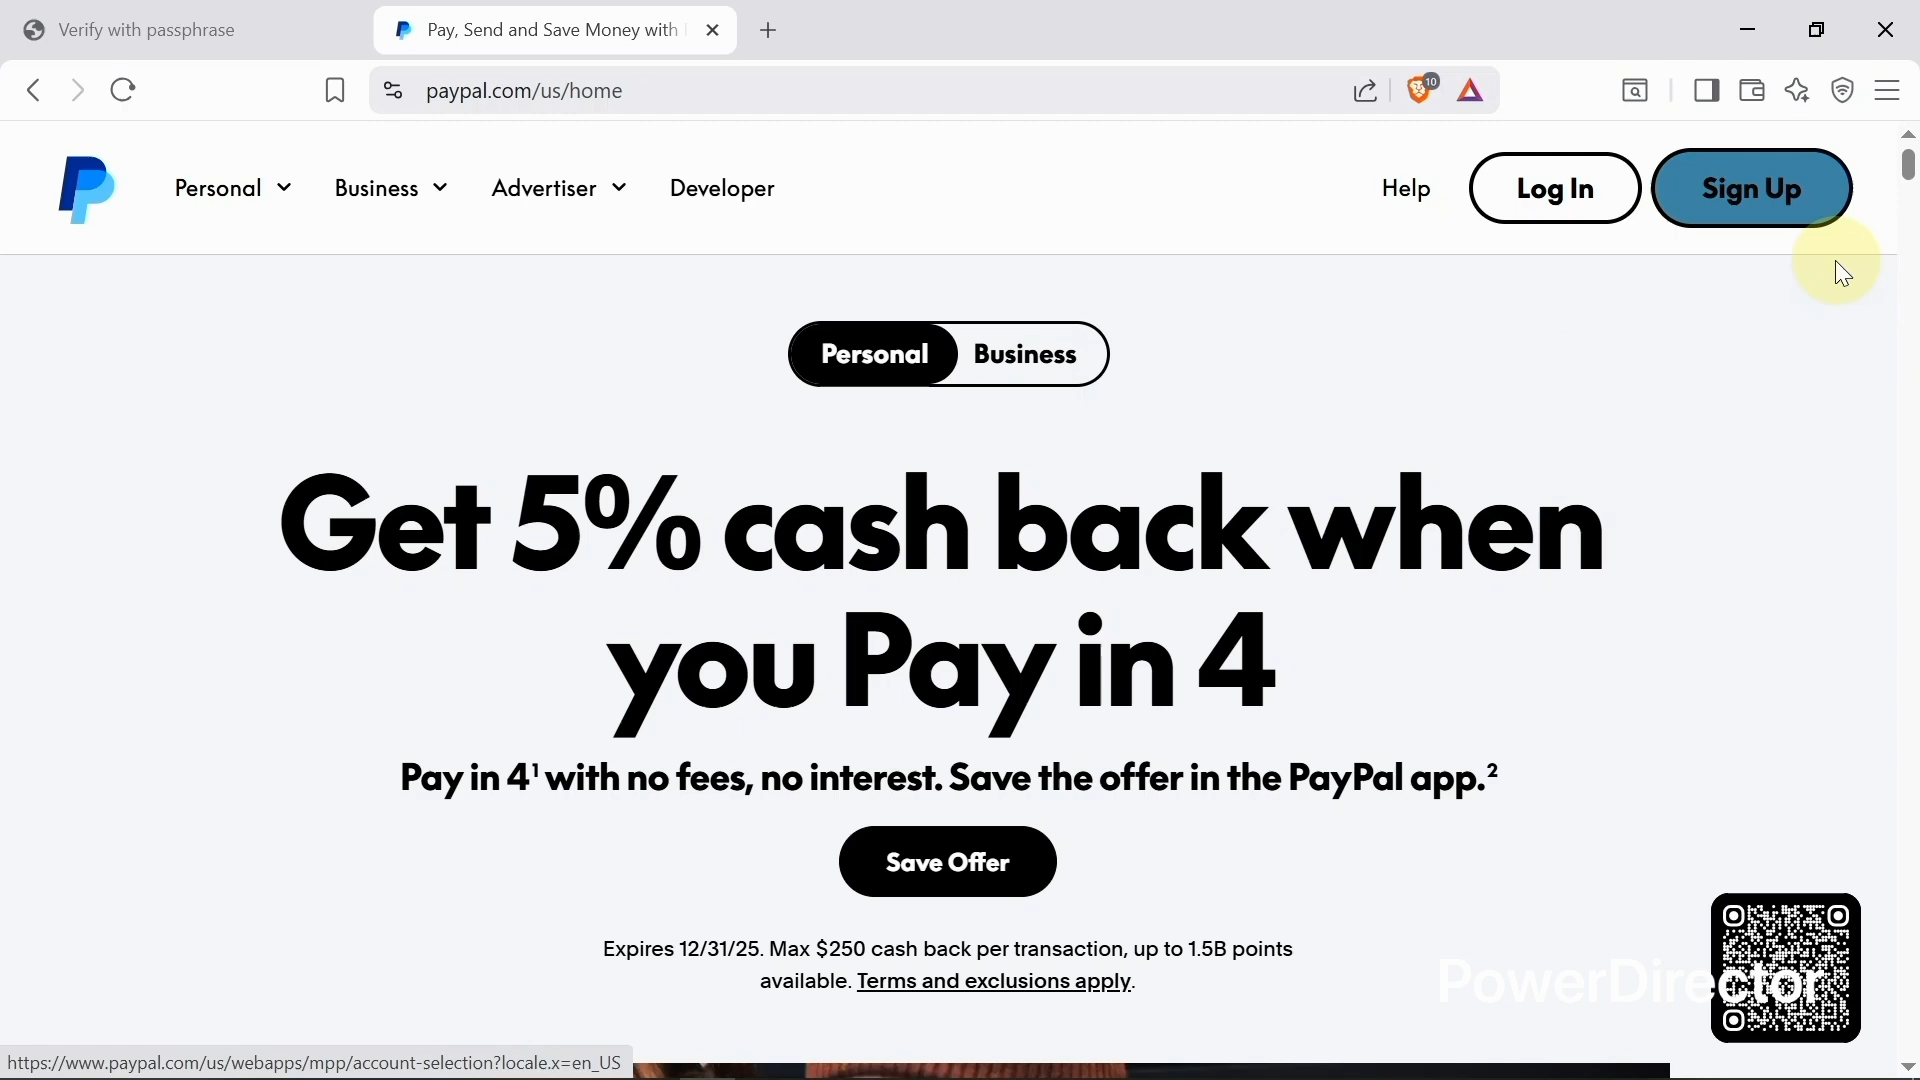 Verify with passphrase
Pay, Send and Save Money with
paypal.com/us/home
10
Personal
Business
Advertiser
Developer
Help
Log In
Sign Up
Personal
Business
Get 5% cash back when
you Pay in 4
Pay in 4¹ with no fees, no interest. Save the offer in the PayPal app.²
Save Offer
Expires 12/31/25. Max $250 cash back per transaction, up to 1.5B points
available. Terms and exclusions apply.
PowerDirector
https://www.paypal.com/us/webapps/mpp/account-selection?locale.x=en_US